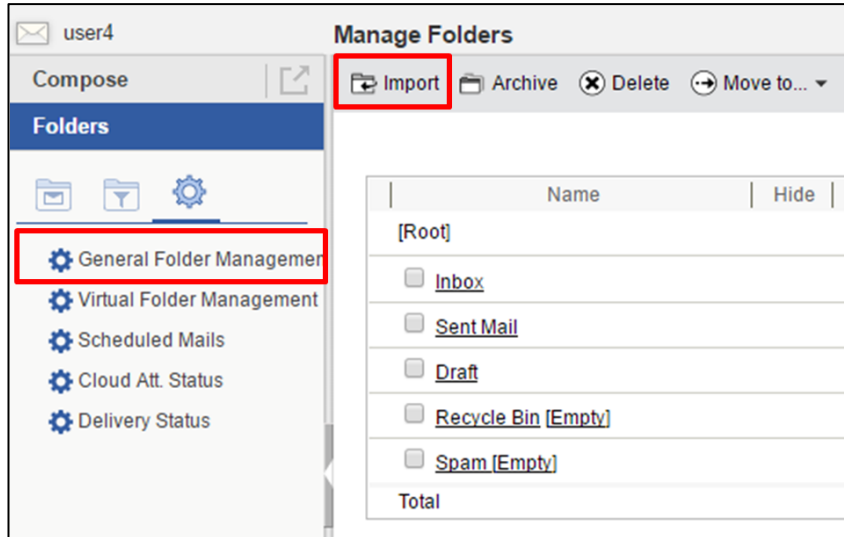 user4
Manage Folders
Compose
Import Archive Delete Move to...
Folders
Name Hide
[Root]
General Folder Managemen
Inbox
Virtual Folder Management
Sent Mail
Scheduled Mails
Draft
Cloud Att. Status
Recycle Bin [Empty]
Delivery Status
Spam [Empty]
Total